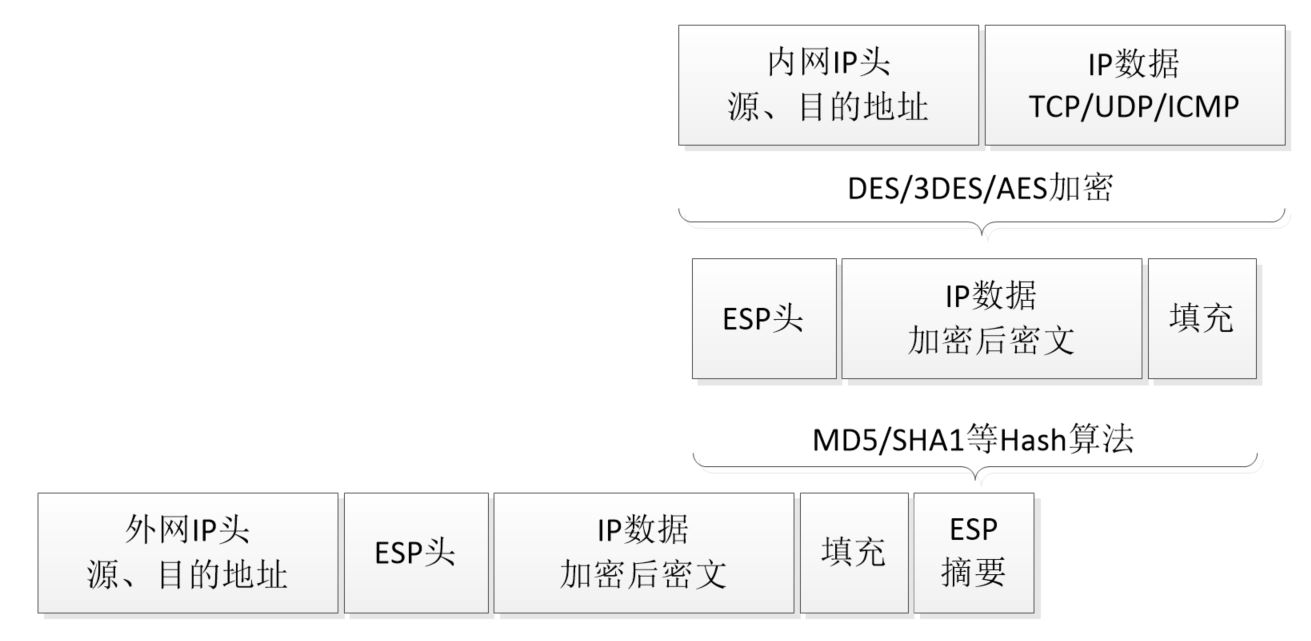 内网IP头
源、目的地址
IP数据
TCP/UDP/ICMP
DES/3DES/AES加密
ESP头
IP数据
加密后密文
填充
MD5/SHA1等Hash算法
外网IP头
源、目的地址
ESP头
IP数据
加密后密文
填充
ESP
摘要